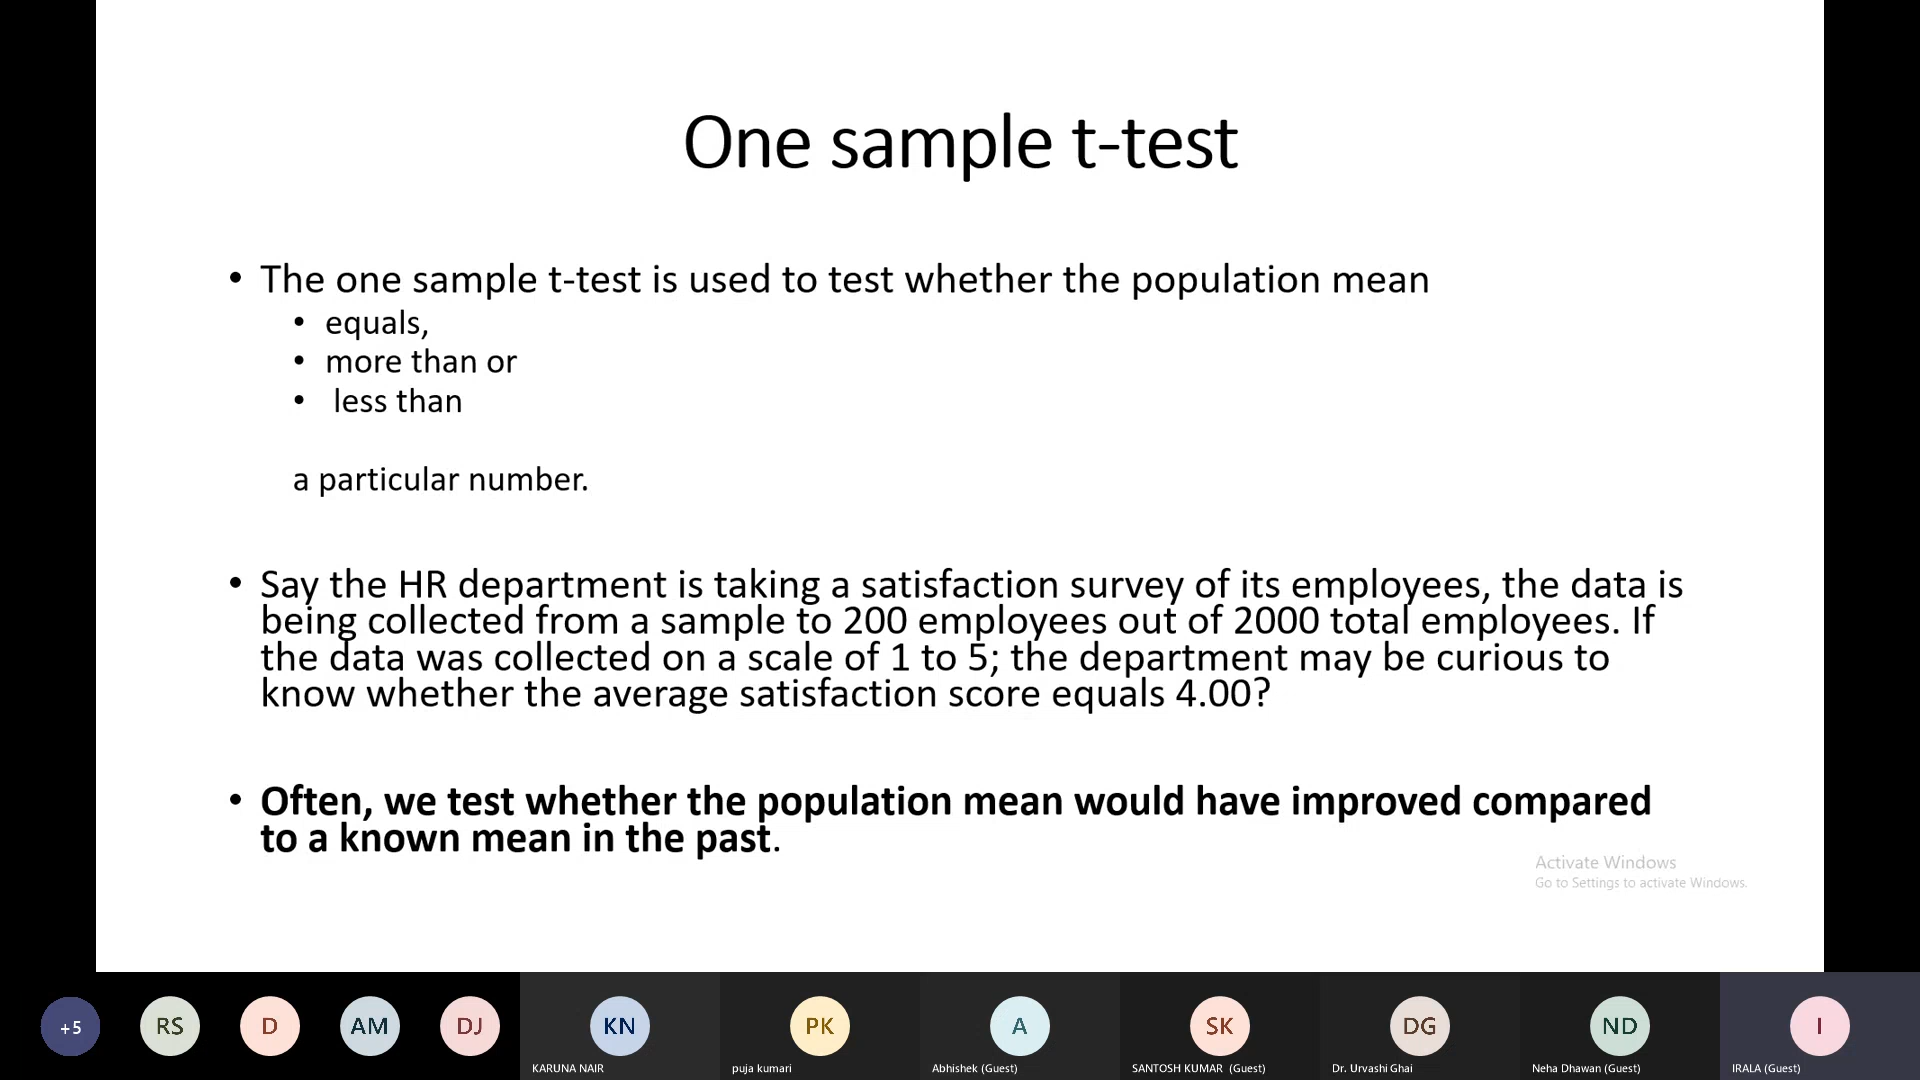 One sample t-test
• The one sample t-test is used to test whether the population mean
• equals,
• more than or
• less than
a particular number.
• Say the HR department is taking a satisfaction survey of its employees, the data is
being collected from a sample to 200 employees out of 2000 total employees. If
the data was collected on a scale of 1 to 5; the department may be curious to
know whether the average satisfaction score equals 4.00?
• Often, we test whether the population mean would have improved compared
to a known mean in the past.
Activate Windows
Go to Settings to activate Windows.
+5
RS
D
AM
DJ
KN
PK
A
SK
DG
ND
I
KARUNA NAIR
puja kumari
Abhishek (Guest)
SANTOSH KUMAR (Guest)
Dr. Urvashi Ghai
Neha Dhawan (Guest)
IRALA (Guest)